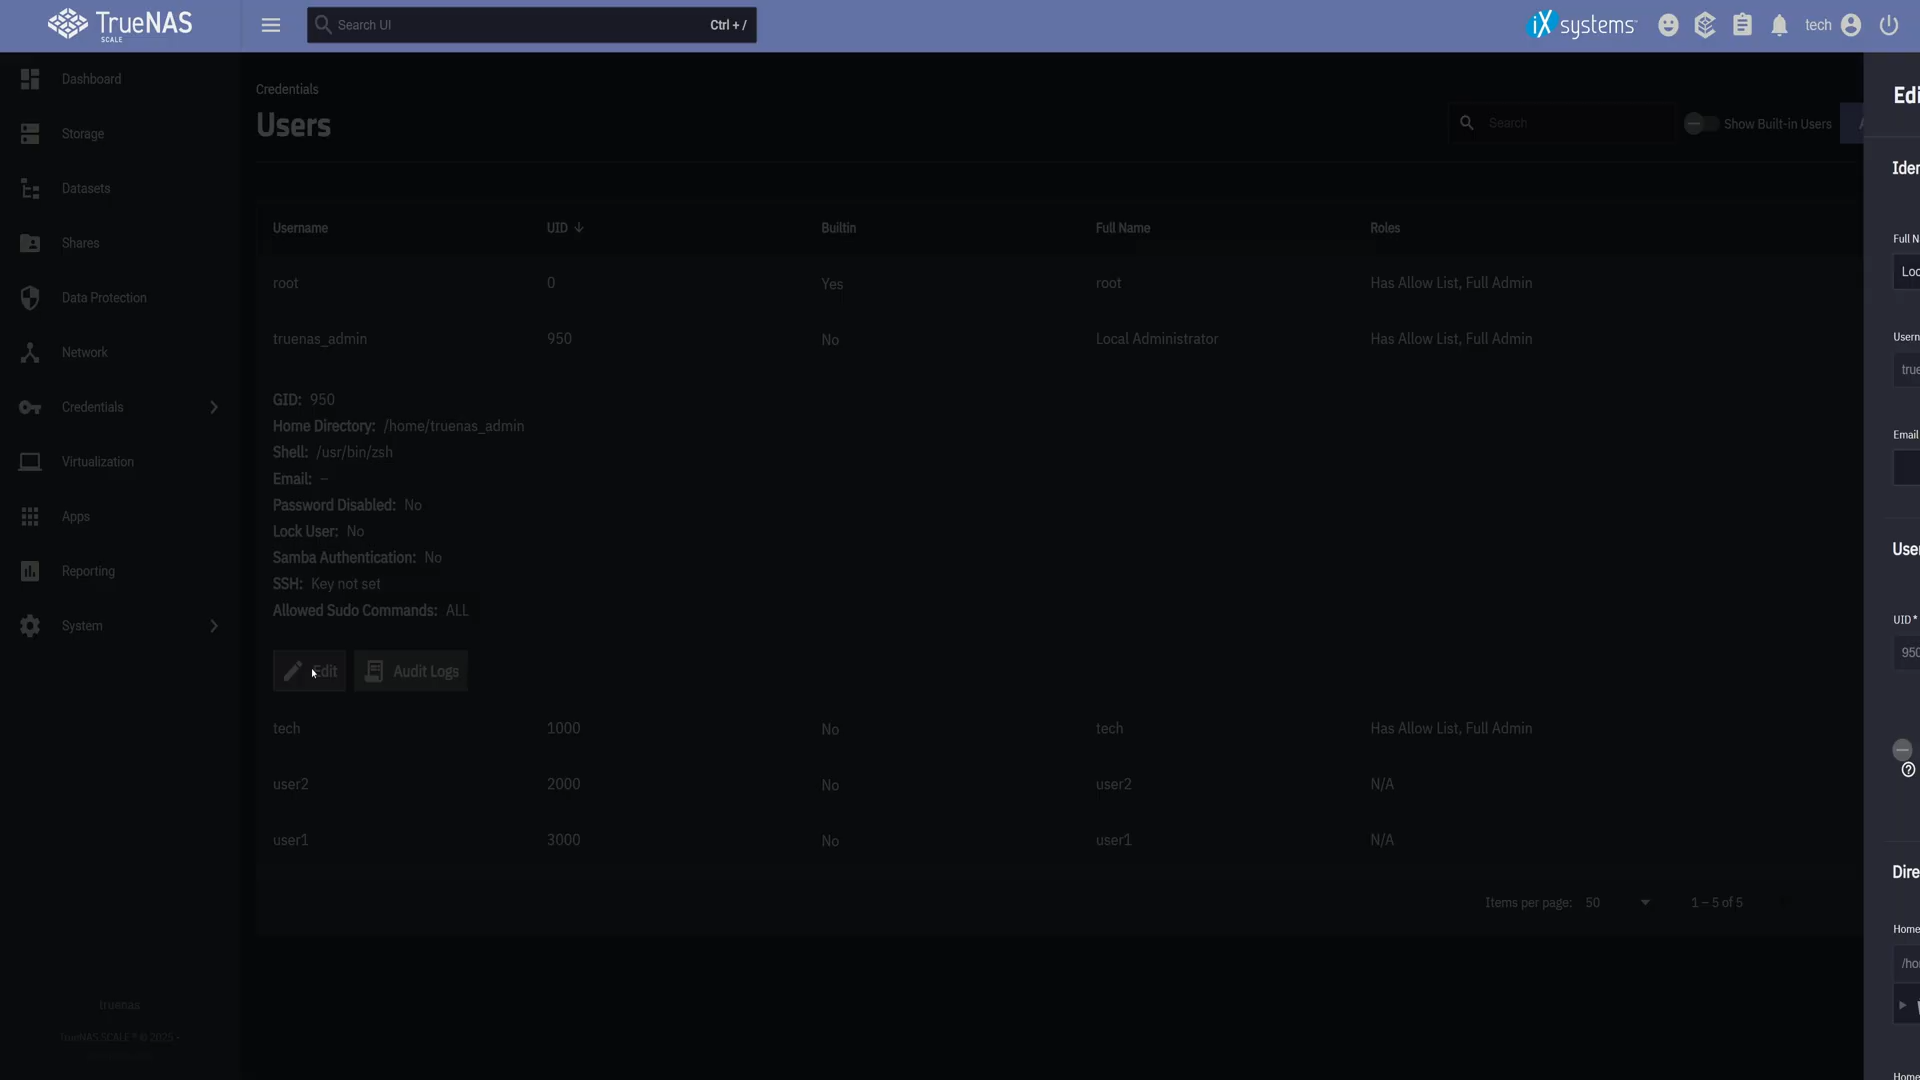 TrueNAS
SCALE
Search UI
Ctrl + /
iX systems
tech
Dashboard
Storage
Datasets
Shares
Data Protection
Network
Credentials
Virtualization
Apps
Reporting
System
truenas
TrueNAS SCALE ® © 2025 -
Credentials
Users
Search
Show Built-in Users
Username UID Builtin Full Name Roles
root 0 Yes root Has Allow List, Full Admin
truenas_admin 950 No Local Administrator Has Allow List, Full Admin
GID: 950
Home Directory: /home/truenas_admin
Shell: /usr/bin/zsh
Email: –
Password Disabled: No
Lock User: No
Samba Authentication: No
SSH: Key not set
Allowed Sudo Commands: ALL
Edit
Audit Logs
tech 1000 No tech Has Allow List, Full Admin
user2 2000 No user2 N/A
user1 3000 No user1 N/A
Items per page: 50
1 – 5 of 5
Edi
Iden
Full N
Loc
Usern
true
Email
User
UID *
950
Dire
Home
/ho
Home